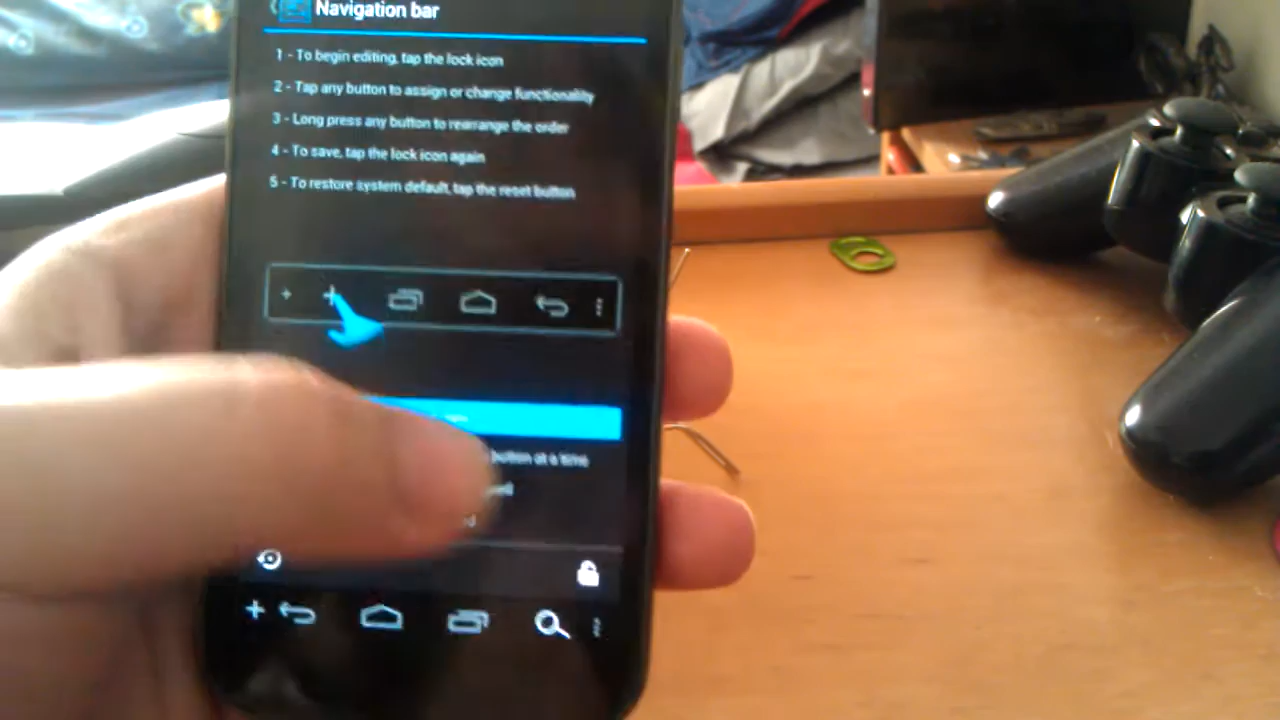 Navigation bar
1 - To begin editing, tap the lock icon
2 - Tap any button to assign or change functionality
3 - Long press any button to rearrange the order
4 - To save, tap the lock icon again
5 - To restore system default, tap the reset button
button at a time